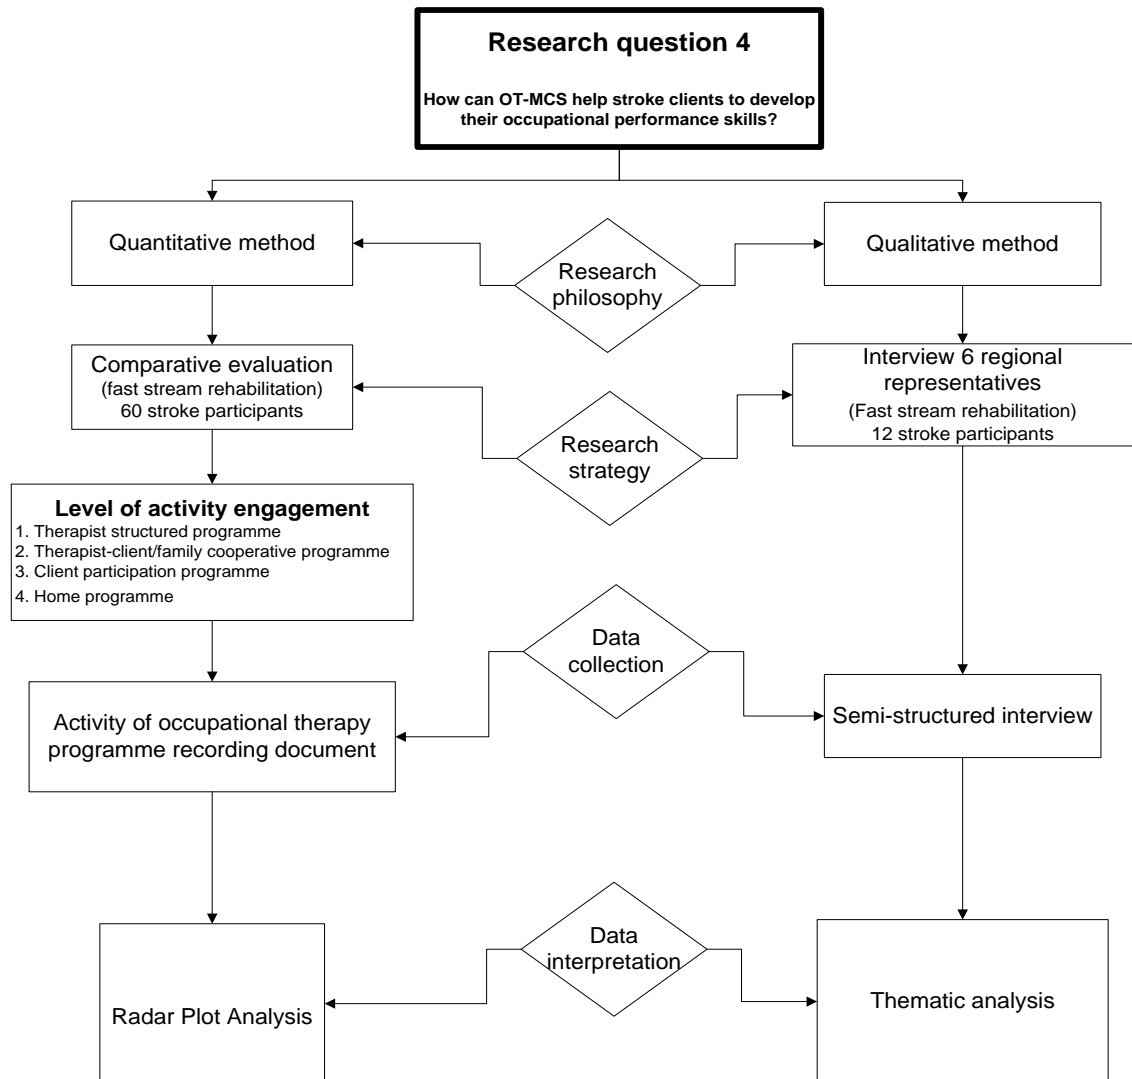 Research question 4
How can OT-MCS help stroke clients to develop
their occupational performance skills?
Quantitative method
Research
philosophy
Qualitative method
Comparative evaluation
(fast stream rehabilitation)
60 stroke participants
Research
strategy
Interview 6 regional
representatives
(Fast stream rehabilitation)
12 stroke participants
Level of activity engagement
1. Therapist structured programme
2. Therapist-client/family cooperative programme
3. Client participation programme
4. Home programme
Data
collection
Activity of occupational therapy
programme recording document
Semi-structured interview
Data
interpretation
Radar Plot Analysis
Thematic analysis